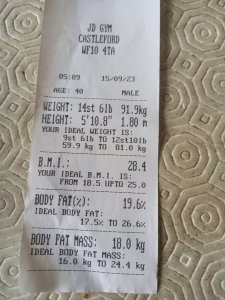 JD GYM
CASTLEFORD
WF10 4TA
05:09 15/09/23
AGE: 40 MALE
WEIGHT: 14st 6lb 91.9kg
HEIGHT: 5'10.8" 1.80 m
YOUR IDEAL WEIGHT IS:
9st 6lb TO 12st10lb
59.9 kg TO 81.0 kg
B.M.I.: 28.4
YOUR IDEAL B.M.I. IS:
FROM 18.5 UPTO 25.0
BODY FAT(%): 19.6%
IDEAL BODY FAT:
17.5% TO 26.6%
BODY FAT MASS: 18.0 kg
IDEAL BODY FAT MASS:
16.0 kg TO 24.4 kg